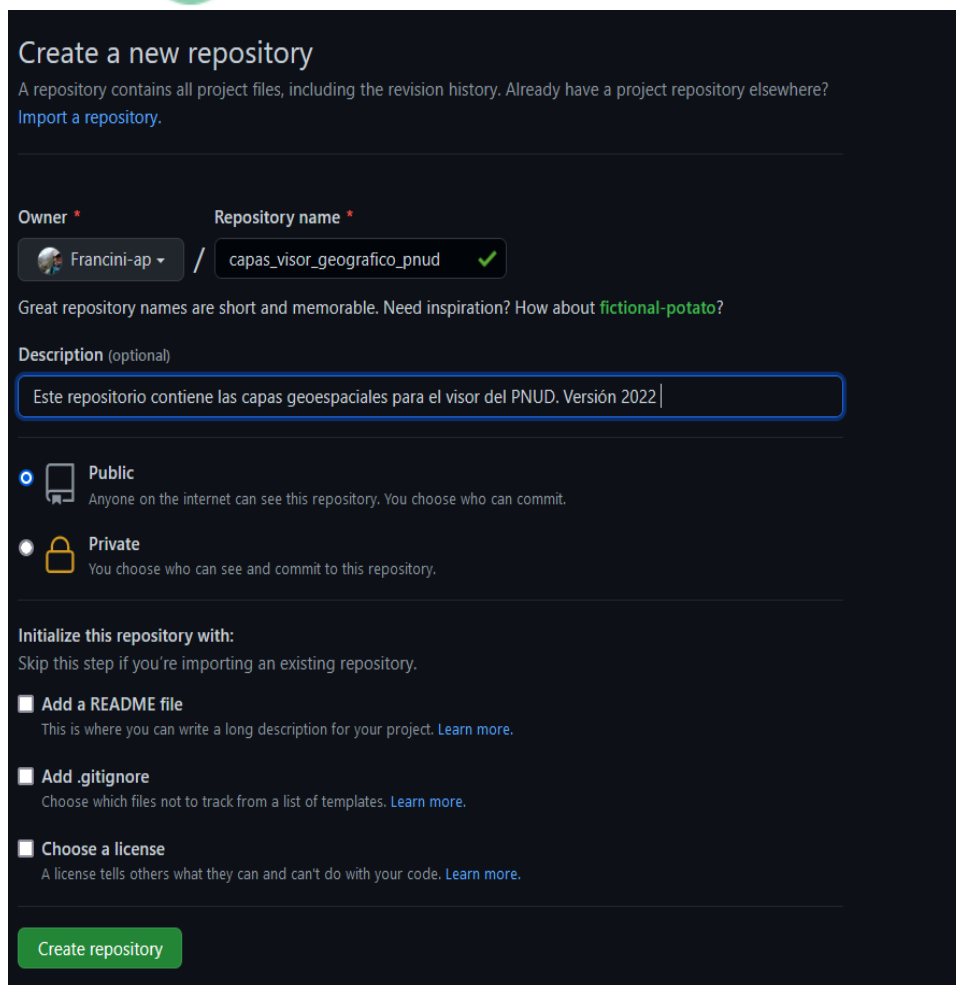 Create a new repository
A repository contains all project files, including the revision history. Already have a project repository elsewhere?
Import a repository.
Owner * Repository name *
Francini-ap / capas_visor_geografico_pnud
Great repository names are short and memorable. Need inspiration? How about fictional-potato?
Description (optional)
Este repositorio contiene las capas geoespaciales para el visor del PNUD. Versión 2022
Public
Anyone on the internet can see this repository. You choose who can commit.
Private
You choose who can see and commit to this repository.
Initialize this repository with:
Skip this step if you're importing an existing repository.
Add a README file
This is where you can write a long description for your project. Learn more.
Add .gitignore
Choose which files not to track from a list of templates. Learn more.
Choose a license
A license tells others what they can and can't do with your code. Learn more.
Create repository